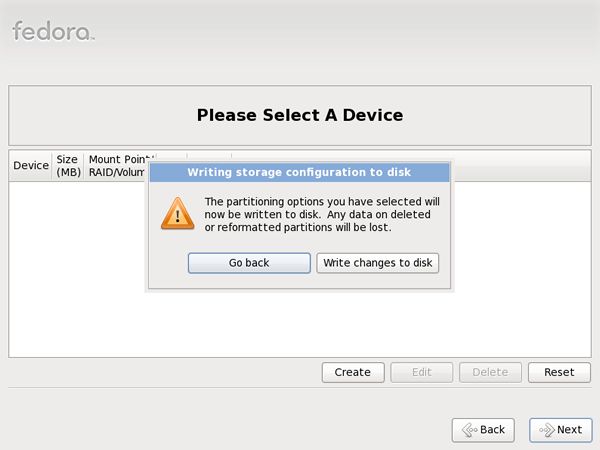 fedora
Please Select A Device
Device
Size
(MB)
Mount Point/
RAID/Volum
Writing storage configuration to disk
The partitioning options you have selected will
now be written to disk.  Any data on deleted
or reformatted partitions will be lost.
Go back
Write changes to disk
Create
Edit
Delete
Reset
Back
Next